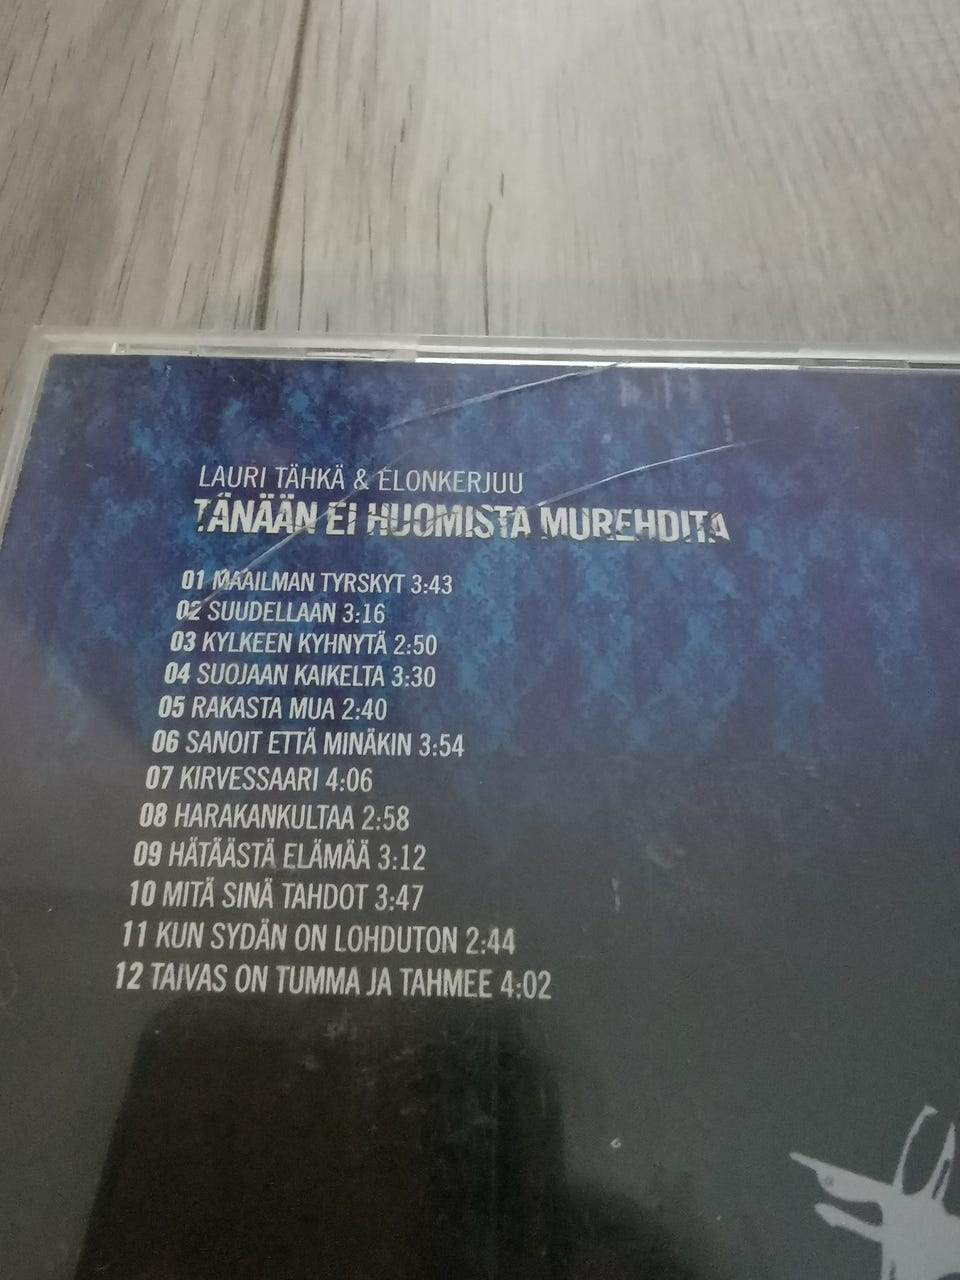 LAURI TÄHKÄ & ELONKERJUU
TÄNÄÄN EI HUOMISTA MUREHDITA
01 MAAILMAN TYRSKYT 3:43
02 SUUDELLAAN 3:16
03 KYLKEEN KYHNYTÄ 2:50
04 SUOJAAN KAIKELTA 3:30
05 RAKASTA MUA 2:40
06 SANOIT ETTÄ MINÄKIN 3:54
07 KIRVESSAARI 4:06
08 HARAKANKULTAA 2:58
09 HÄTÄÄSTÄ ELÄMÄÄ 3:12
10 MITÄ SINÄ TAHDOT 3:47
11 KUN SYDÄN ON LOHDUTON 2:44
12 TAIVAS ON TUMMA JA TAHMEE 4:02